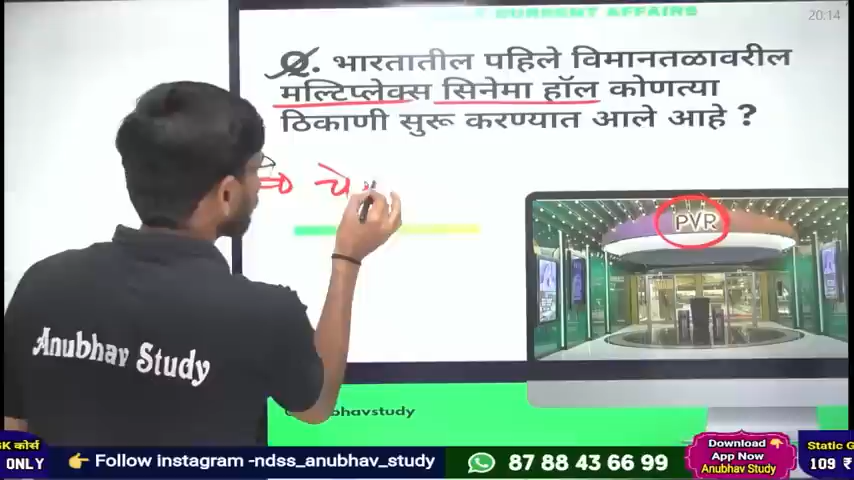 CURRENT AFFAIRS
20:14
Q. भारतातील पहिले विमानतळावरील
मल्टिप्लेक्स सिनेमा हॉल कोणत्या
ठिकाणी सुरू करण्यात आले आहे ?
⇒ चे
PVR
Anubhav Study
bhavstudy
GK कोर्स
ONLY
👉 Follow instagram -ndss_anubhav_study
87 88 43 66 99
Download 👇
App Now
Anubhav Study
Static G
109 ₹